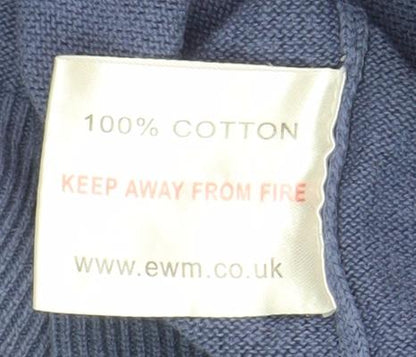 100% COTTON
KEEP AWAY FROM FIRE
www.ewm.co.uk